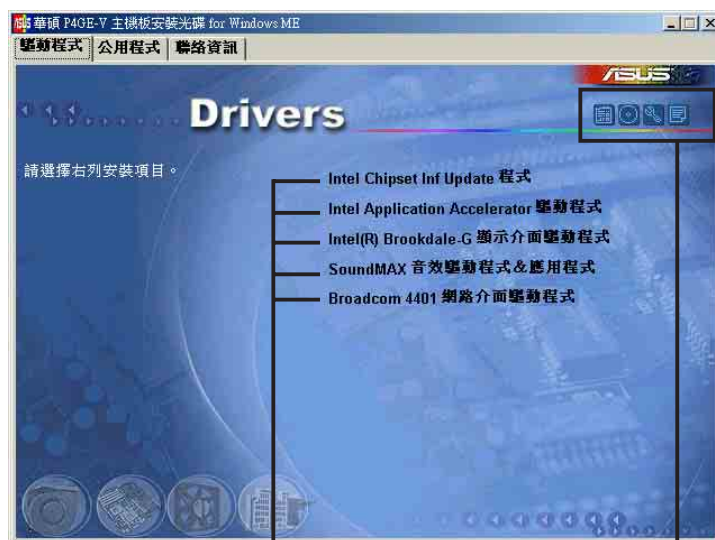 華碩 P4GE-V 主機板安裝光碟 for Windows ME
驅動程式 公用程式 聯絡資訊
ASUS
Drivers
請選擇右列安裝項目。
Intel Chipset Inf Update 程式
Intel Application Accelerator 驅動程式
Intel(R) Brookdale-G 顯示介面驅動程式
SoundMAX 音效驅動程式&應用程式
Broadcom 4401 網路介面驅動程式